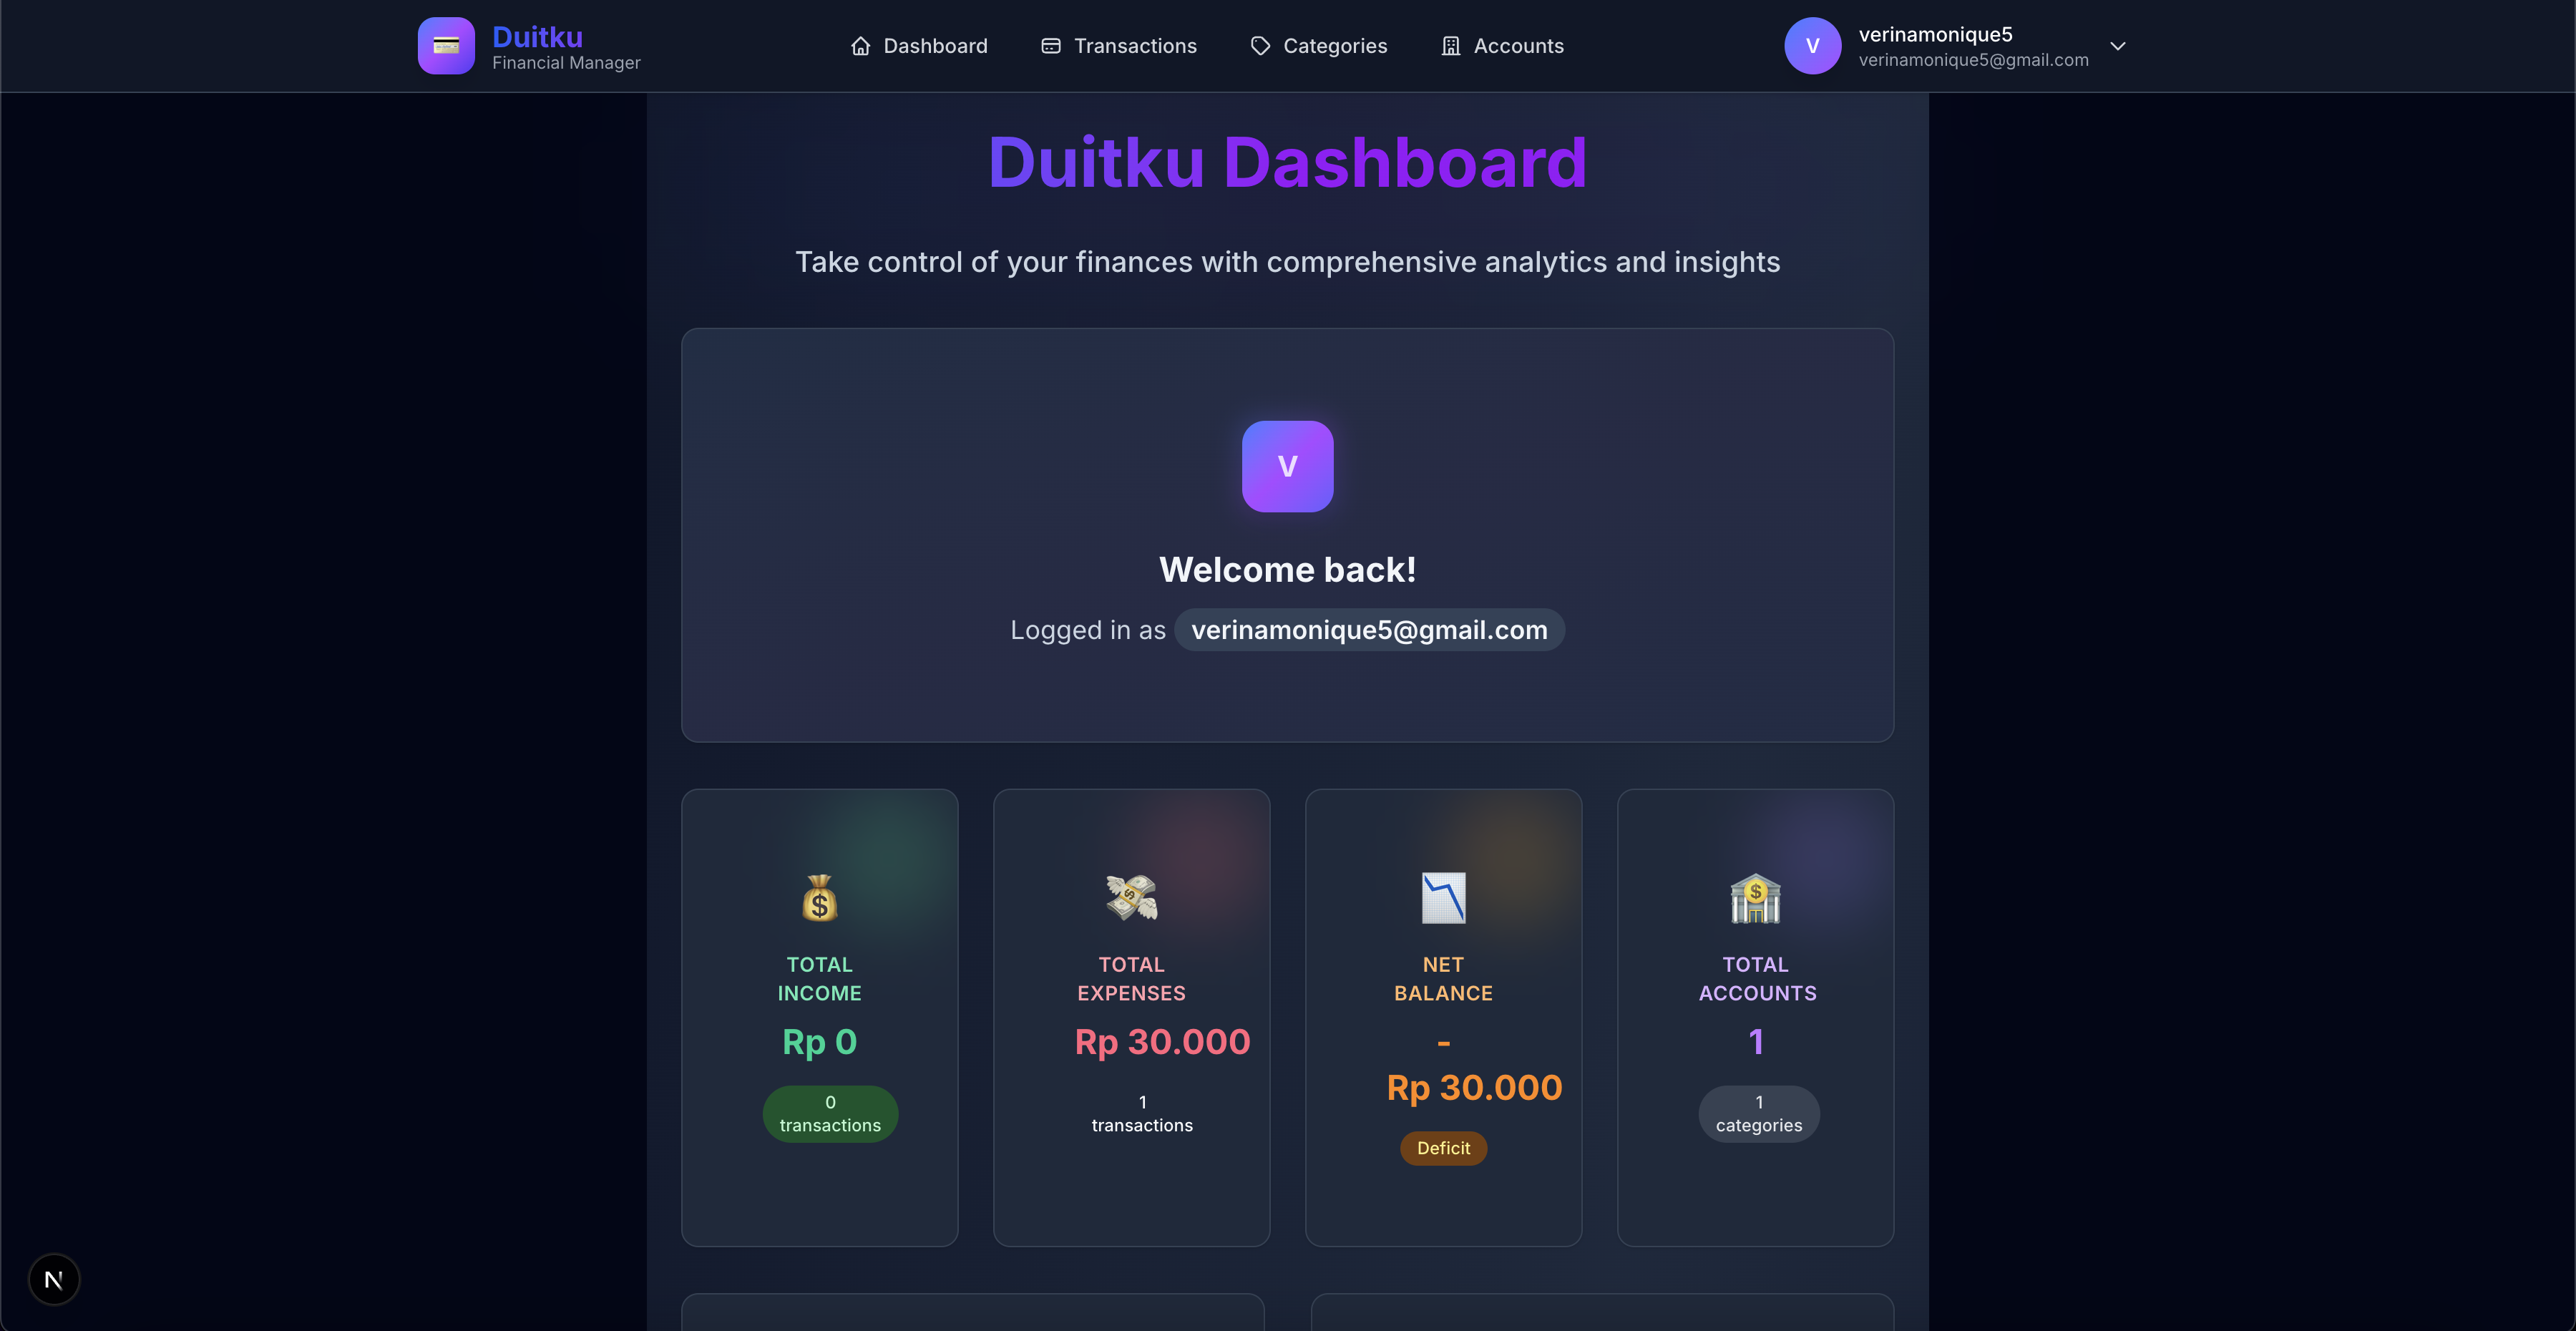 Duitku
Financial Manager
Dashboard
Transactions
Categories
Accounts
V
verinamonique5
verinamonique5@gmail.com
Duitku Dashboard
Take control of your finances with comprehensive analytics and insights
V
Welcome back!
Logged in as verinamonique5@gmail.com
TOTAL
INCOME
Rp 0
0
transactions
TOTAL
EXPENSES
Rp 30.000
1
transactions
NET
BALANCE
-
Rp 30.000
Deficit
TOTAL
ACCOUNTS
1
1
categories
N